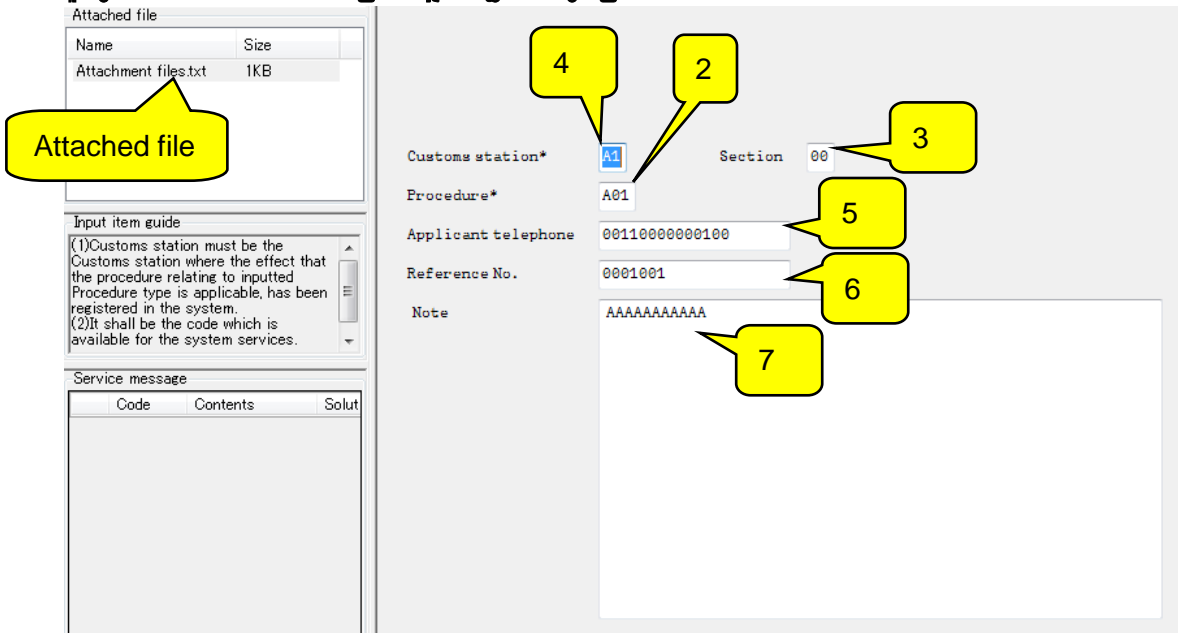 Attached file
Name Size
Attachment files.txt 1KB
Attached file
Input item guide
(1)Customs station must be the
Customs station where the effect that
the procedure relating to inputted
Procedure type is applicable, has been
registered in the system.
(2)It shall be the code which is
available for the system services.
Service message
Code Contents Solut
4
2
3
Customs station* A1 Section 00
Procedure* A01
5
Applicant telephone 00110000000100
Reference No. 0001001
6
Note AAAAAAAAAAA
7